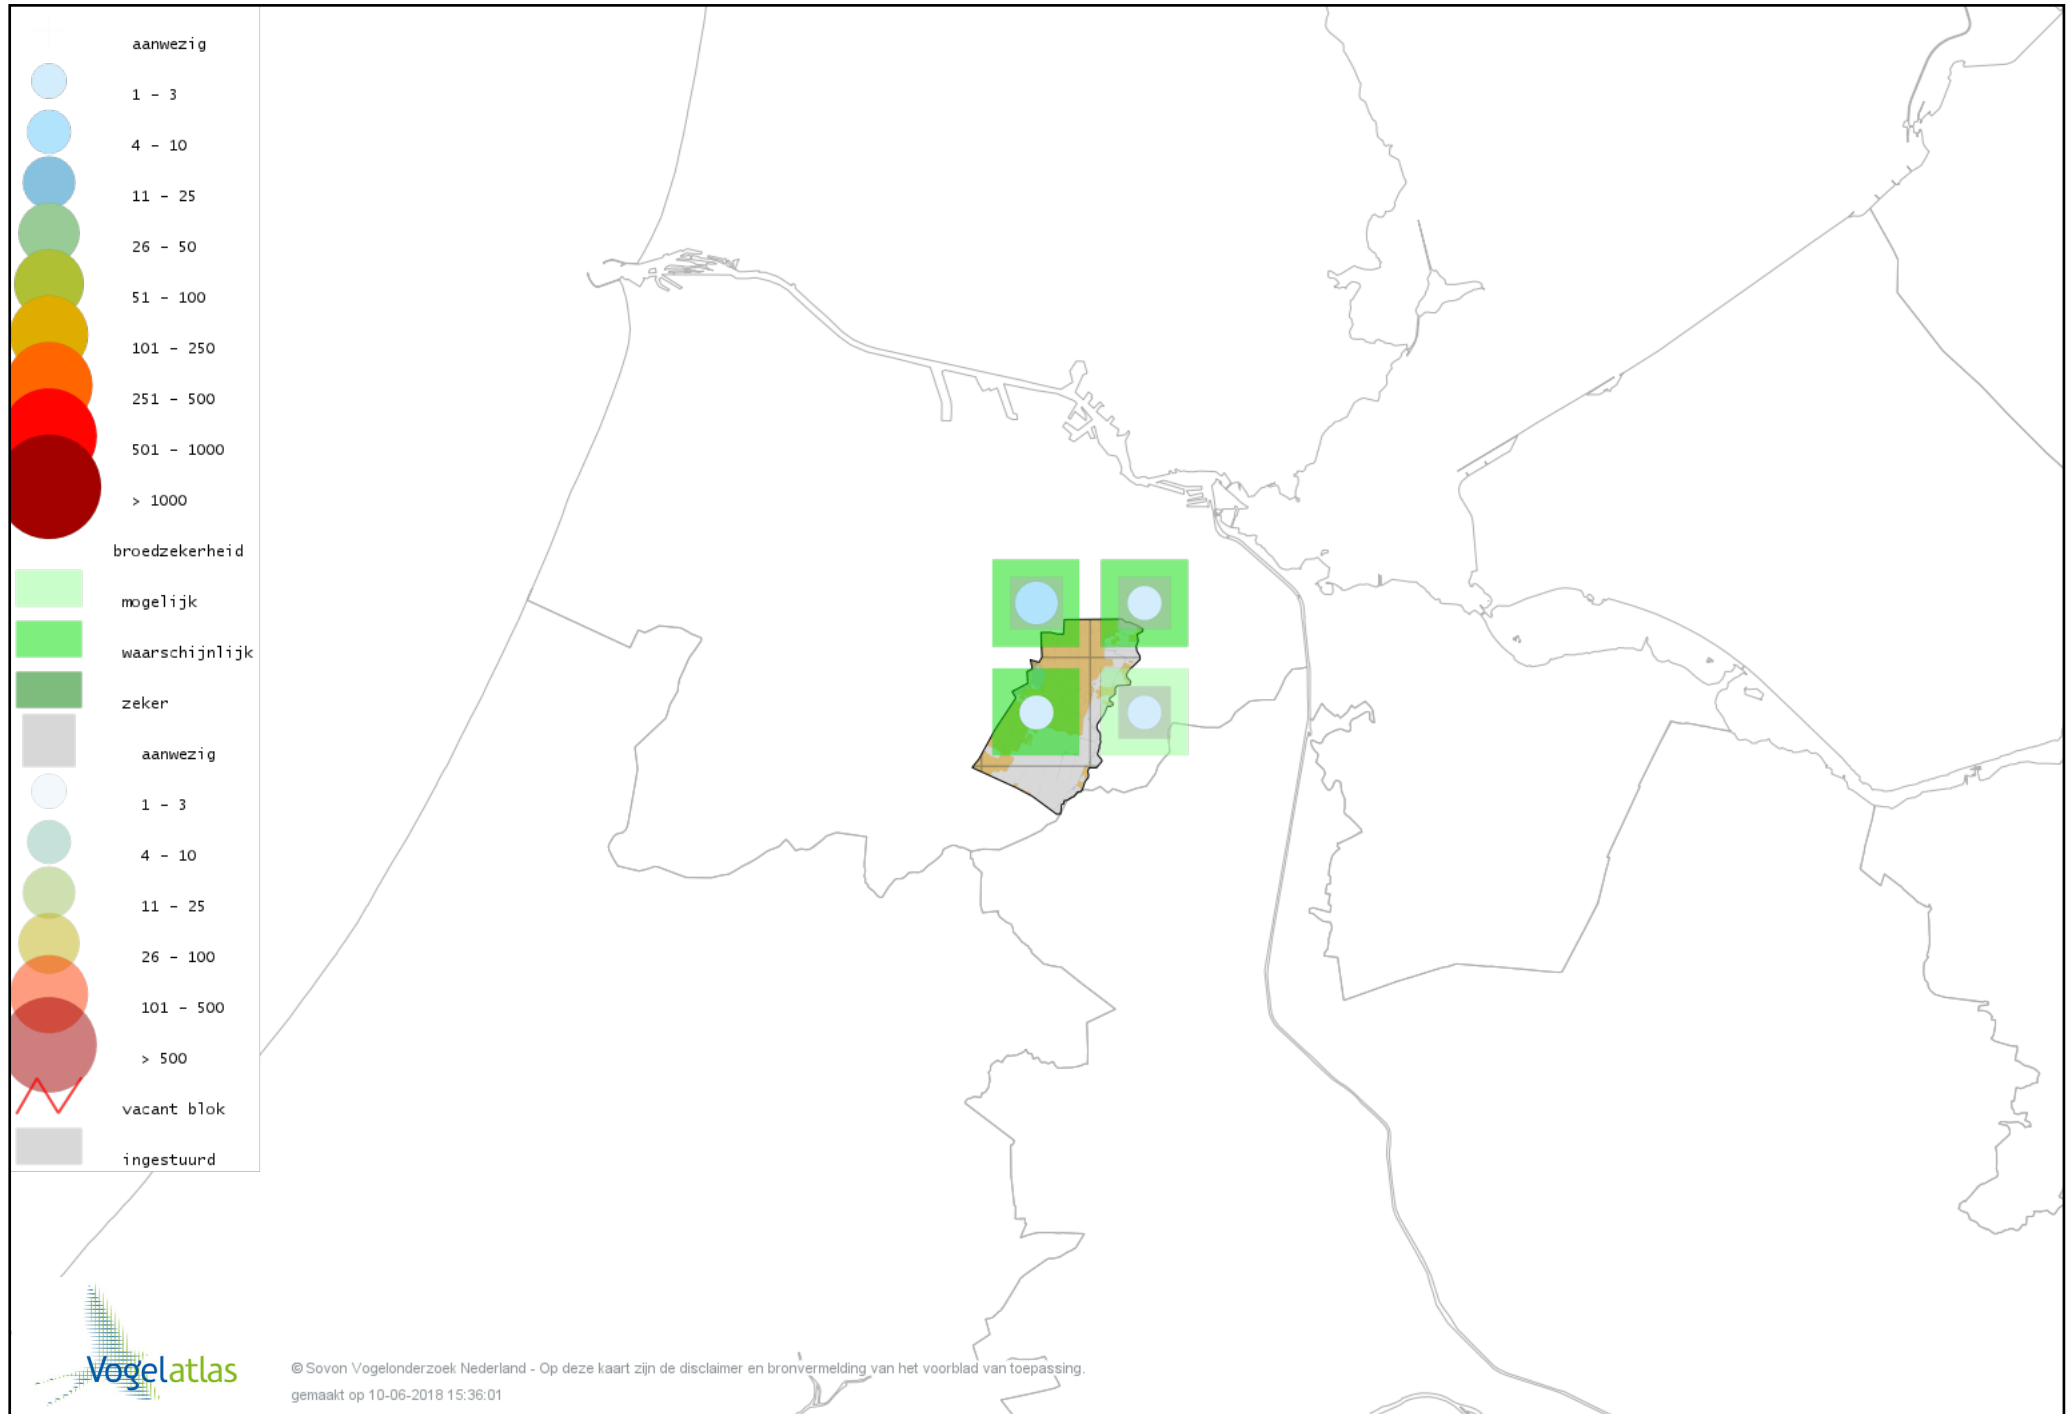 aanwezig
1 - 3
4 - 10
11 - 25
26 - 50
51 - 100
101 - 250
251 - 500
501 - 1000
> 1000
broedzekerheid
mogelijk
waarschijnlijk
zeker
aanwezig
1 - 3
4 - 10
11 - 25
26 - 100
101 - 500
> 500
vacant blok
ingestuurd
Vogelatlas
© Sovon Vogelonderzoek Nederland - Op deze kaart zijn de disclaimer en bronvermelding van het voorblad van toepassing.
gemaakt op 10-06-2018 15:36:01